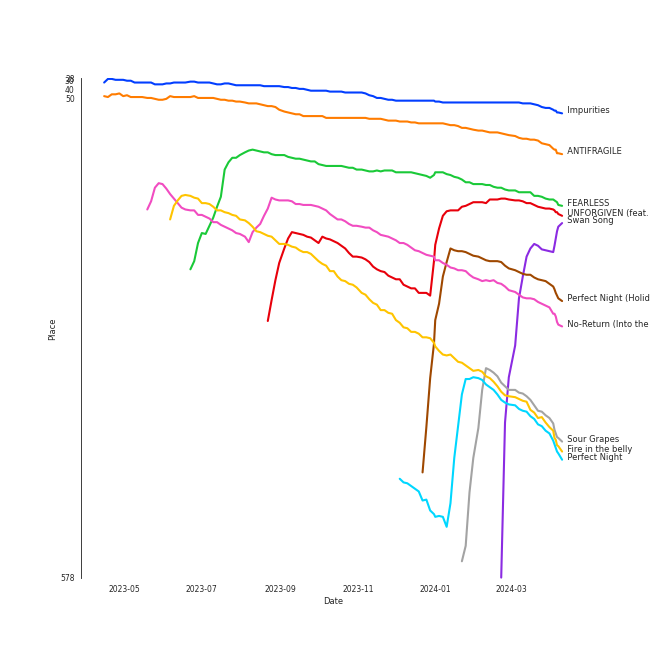 28
30
40
50
Impurities
ANTIFRAGILE
FEARLESS
UNFORGIVEN (feat.
Swan Song
Perfect Night (Holid
No-Return (Into the
Sour Grapes
Fire in the belly
Perfect Night
Place
578
2023-05 2023-07 2023-09 2023-11 2024-01 2024-03
Date